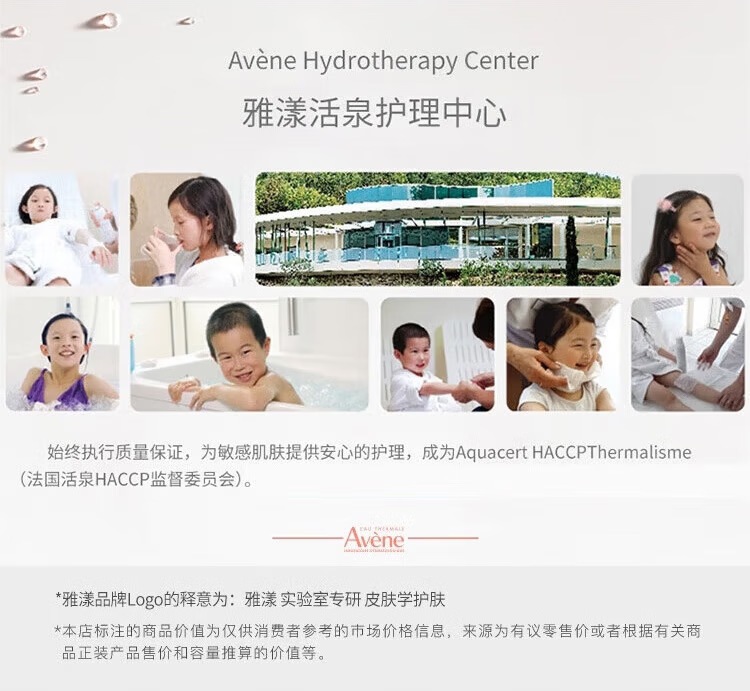 Avène Hydrotherapy Center
雅漾活泉护理中心
始终执行质量保证，为敏感肌肤提供安心的护理，成为Aquacert HACCPThermalisme
（法国活泉HACCP监督委员会）。
EAU THERMALE
Avène
*雅漾品牌Logo的释意为：雅漾 实验室专研 皮肤学护肤
*本店标注的商品价值为仅供消费者参考的市场价格信息，来源为有议零售价或者根据有关商
品正装产品售价和容量推算的价值等。